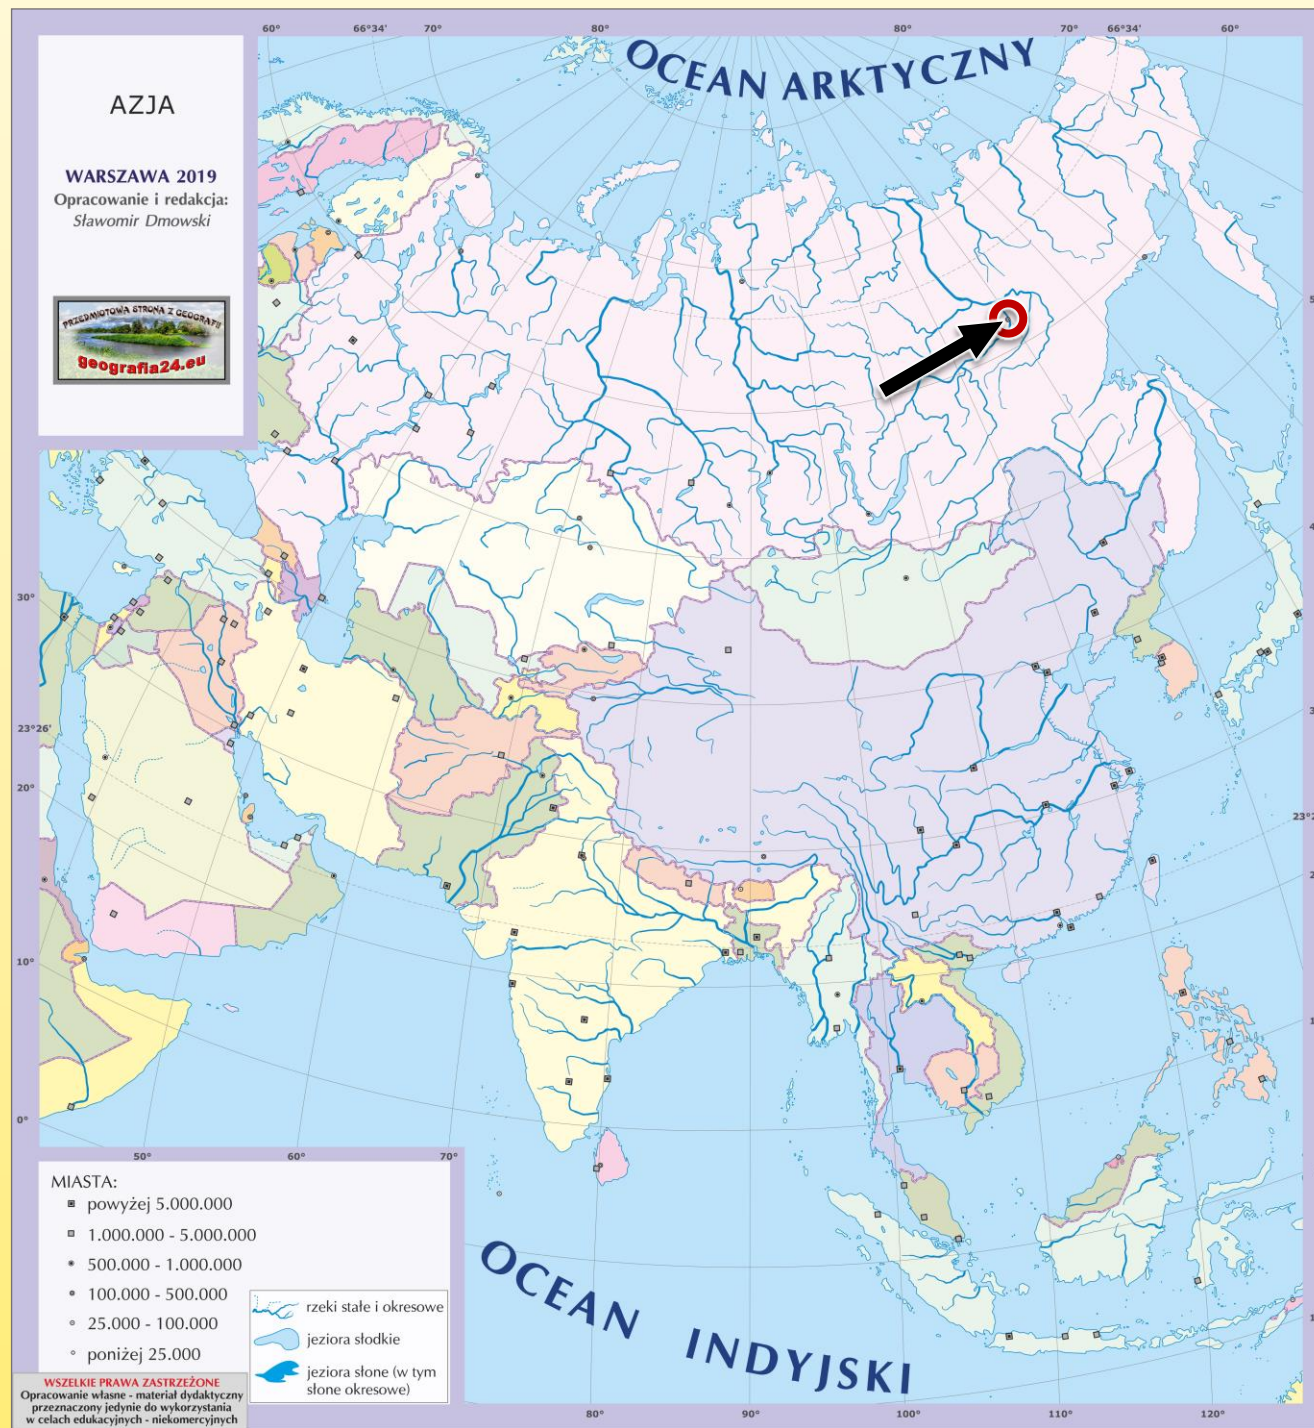 60°
66°34'
70°
80°
80°
70°
66°34'
60°
OCEAN ARKTYCZNY
AZJA
WARSZAWA 2019
Opracowanie i redakcja:
Sławomir Dmowski
PRZEDMIOTOWA STRONA Z GEOGRAFII
geografia24.eu
30°
23°26'
20°
10°
0°
50°
60°
70°
MIASTA:
powyżej 5.000.000
1.000.000 - 5.000.000
500.000 - 1.000.000
100.000 - 500.000
25.000 - 100.000
poniżej 25.000
rzeki stałe i okresowe
jeziora słodkie
jeziora słone (w tym
słone okresowe)
OCEAN INDYJSKI
WSZELKIE PRAWA ZASTRZEŻONE
Opracowanie własne - materiał dydaktyczny
przeznaczony jedynie do wykorzystania
w celach edukacyjnych - niekomercyjnych
80°
90°
100°
110°
120°